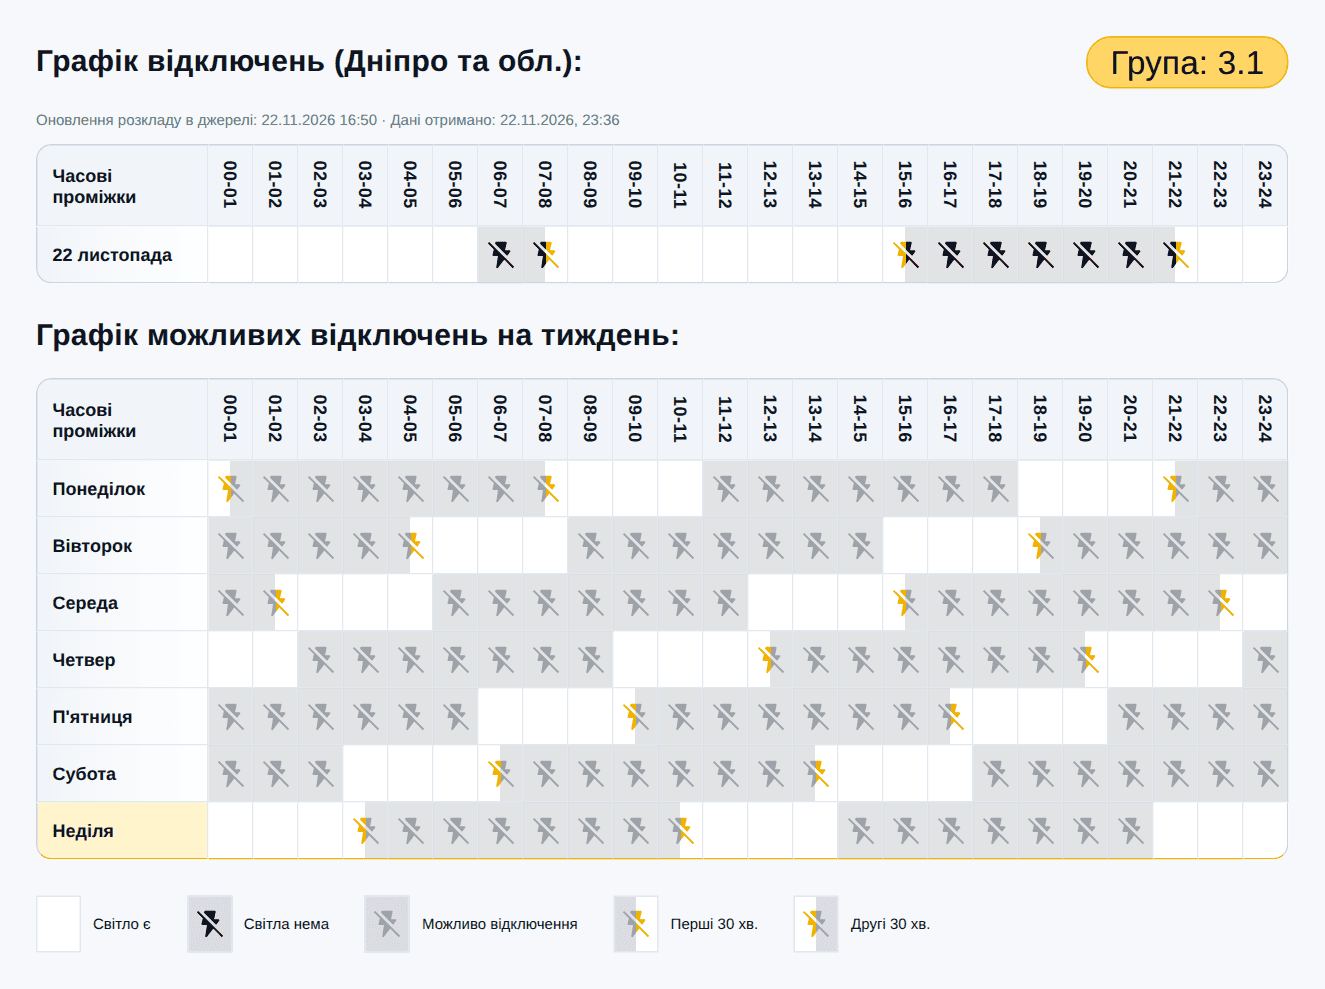 Графік відключень (Дніпро та обл.):
Група: 3.1
Оновлення розкладу в джерелі: 22.11.2026 16:50 · Дані отримано: 22.11.2026, 23:36
Часові
проміжки
00-01 01-02 02-03 03-04 04-05 05-06 06-07 07-08 08-09 09-10 10-11 11-12 12-13 13-14 14-15 15-16 16-17 17-18 18-19 19-20 20-21 21-22 22-23 23-24
22 листопада
Графік можливих відключень на тиждень:
Часові
проміжки
00-01 01-02 02-03 03-04 04-05 05-06 06-07 07-08 08-09 09-10 10-11 11-12 12-13 13-14 14-15 15-16 16-17 17-18 18-19 19-20 20-21 21-22 22-23 23-24
Понеділок
Вівторок
Середа
Четвер
П'ятниця
Субота
Неділя
Світло є Світла нема Можливо відключення Перші 30 хв. Другі 30 хв.